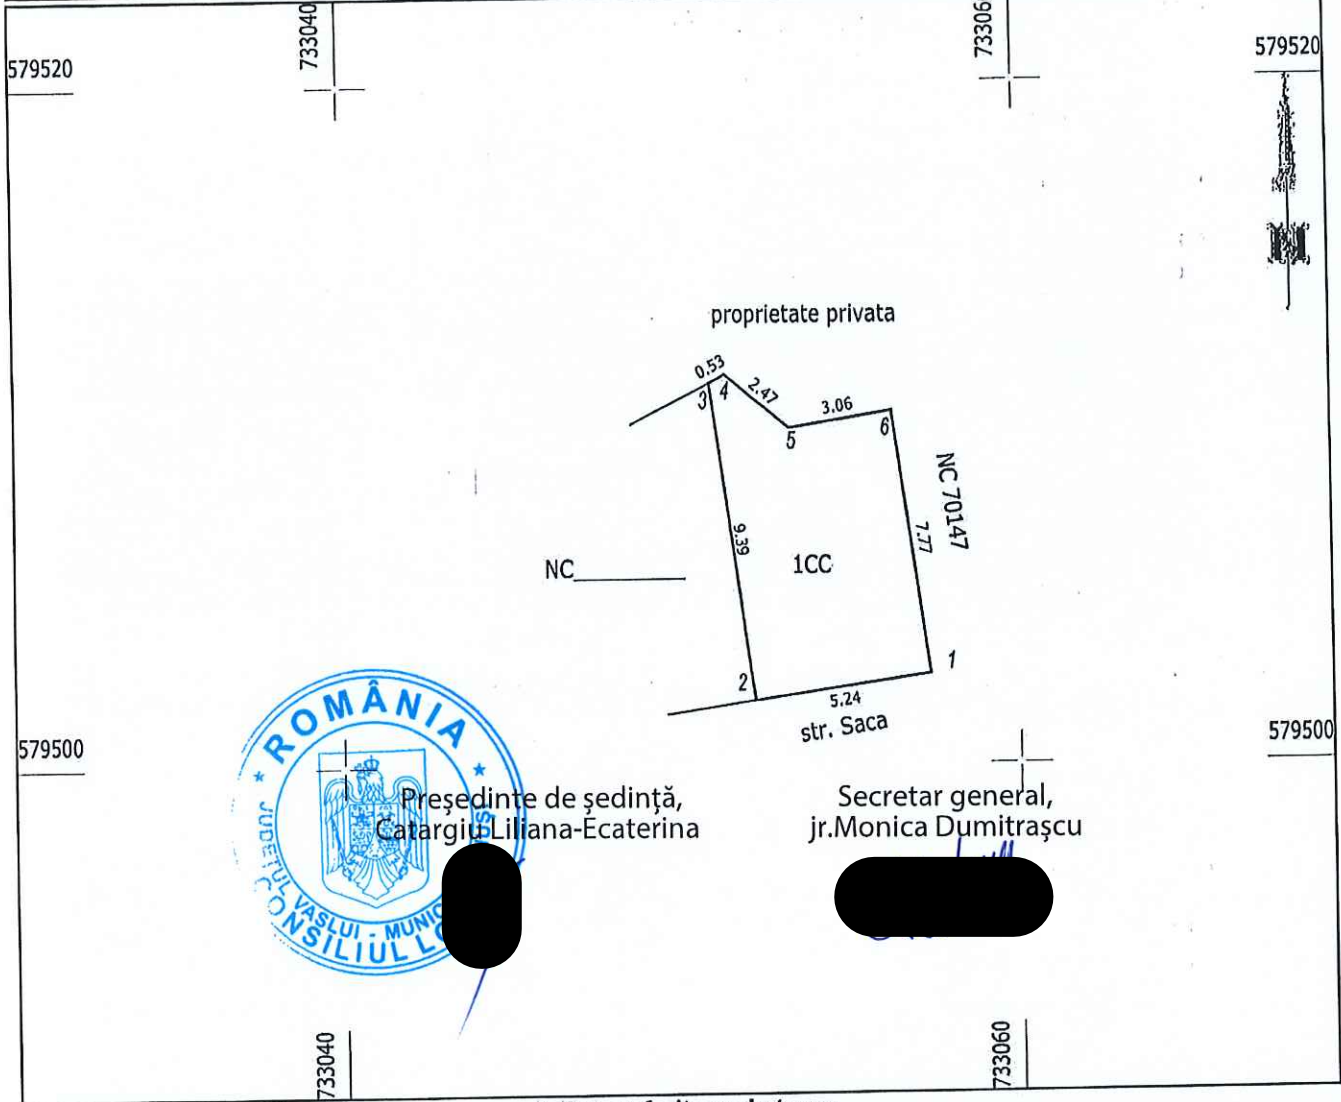 733040
73306
579520
579520
proprietate privata
0.53
3
4
2.47
5
3.06
6
NC 70147
7.77
9.39
1CC
NC
1
2
5.24
str. Saca
579500
579500
ROMÂNIA
JUDEȚUL VASLUI - MUNIC
CONSILIUL LO
Președinte de ședință,
Catargiu Liliana-Ecaterina
Secretar general,
jr.Monica Dumitrașcu
733040
733060